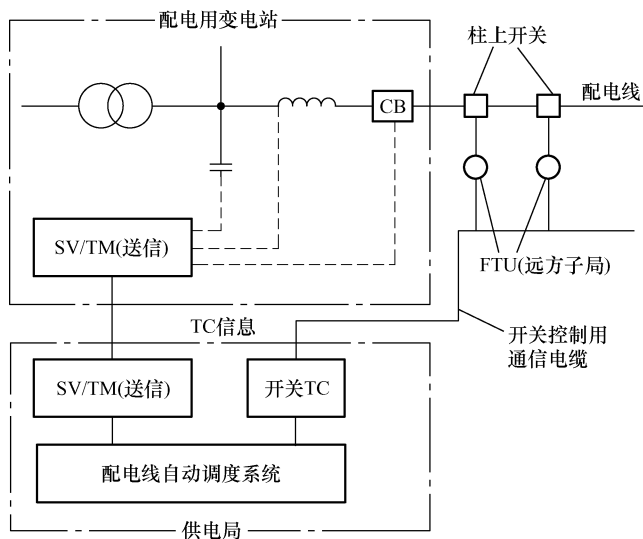 配电用变电站
柱上开关
配电线
CB
SV/TM(送信)
FTU(远方子局)
TC信息
开关控制用
通信电缆
SV/TM(送信)
开关TC
配电线自动调度系统
供电局